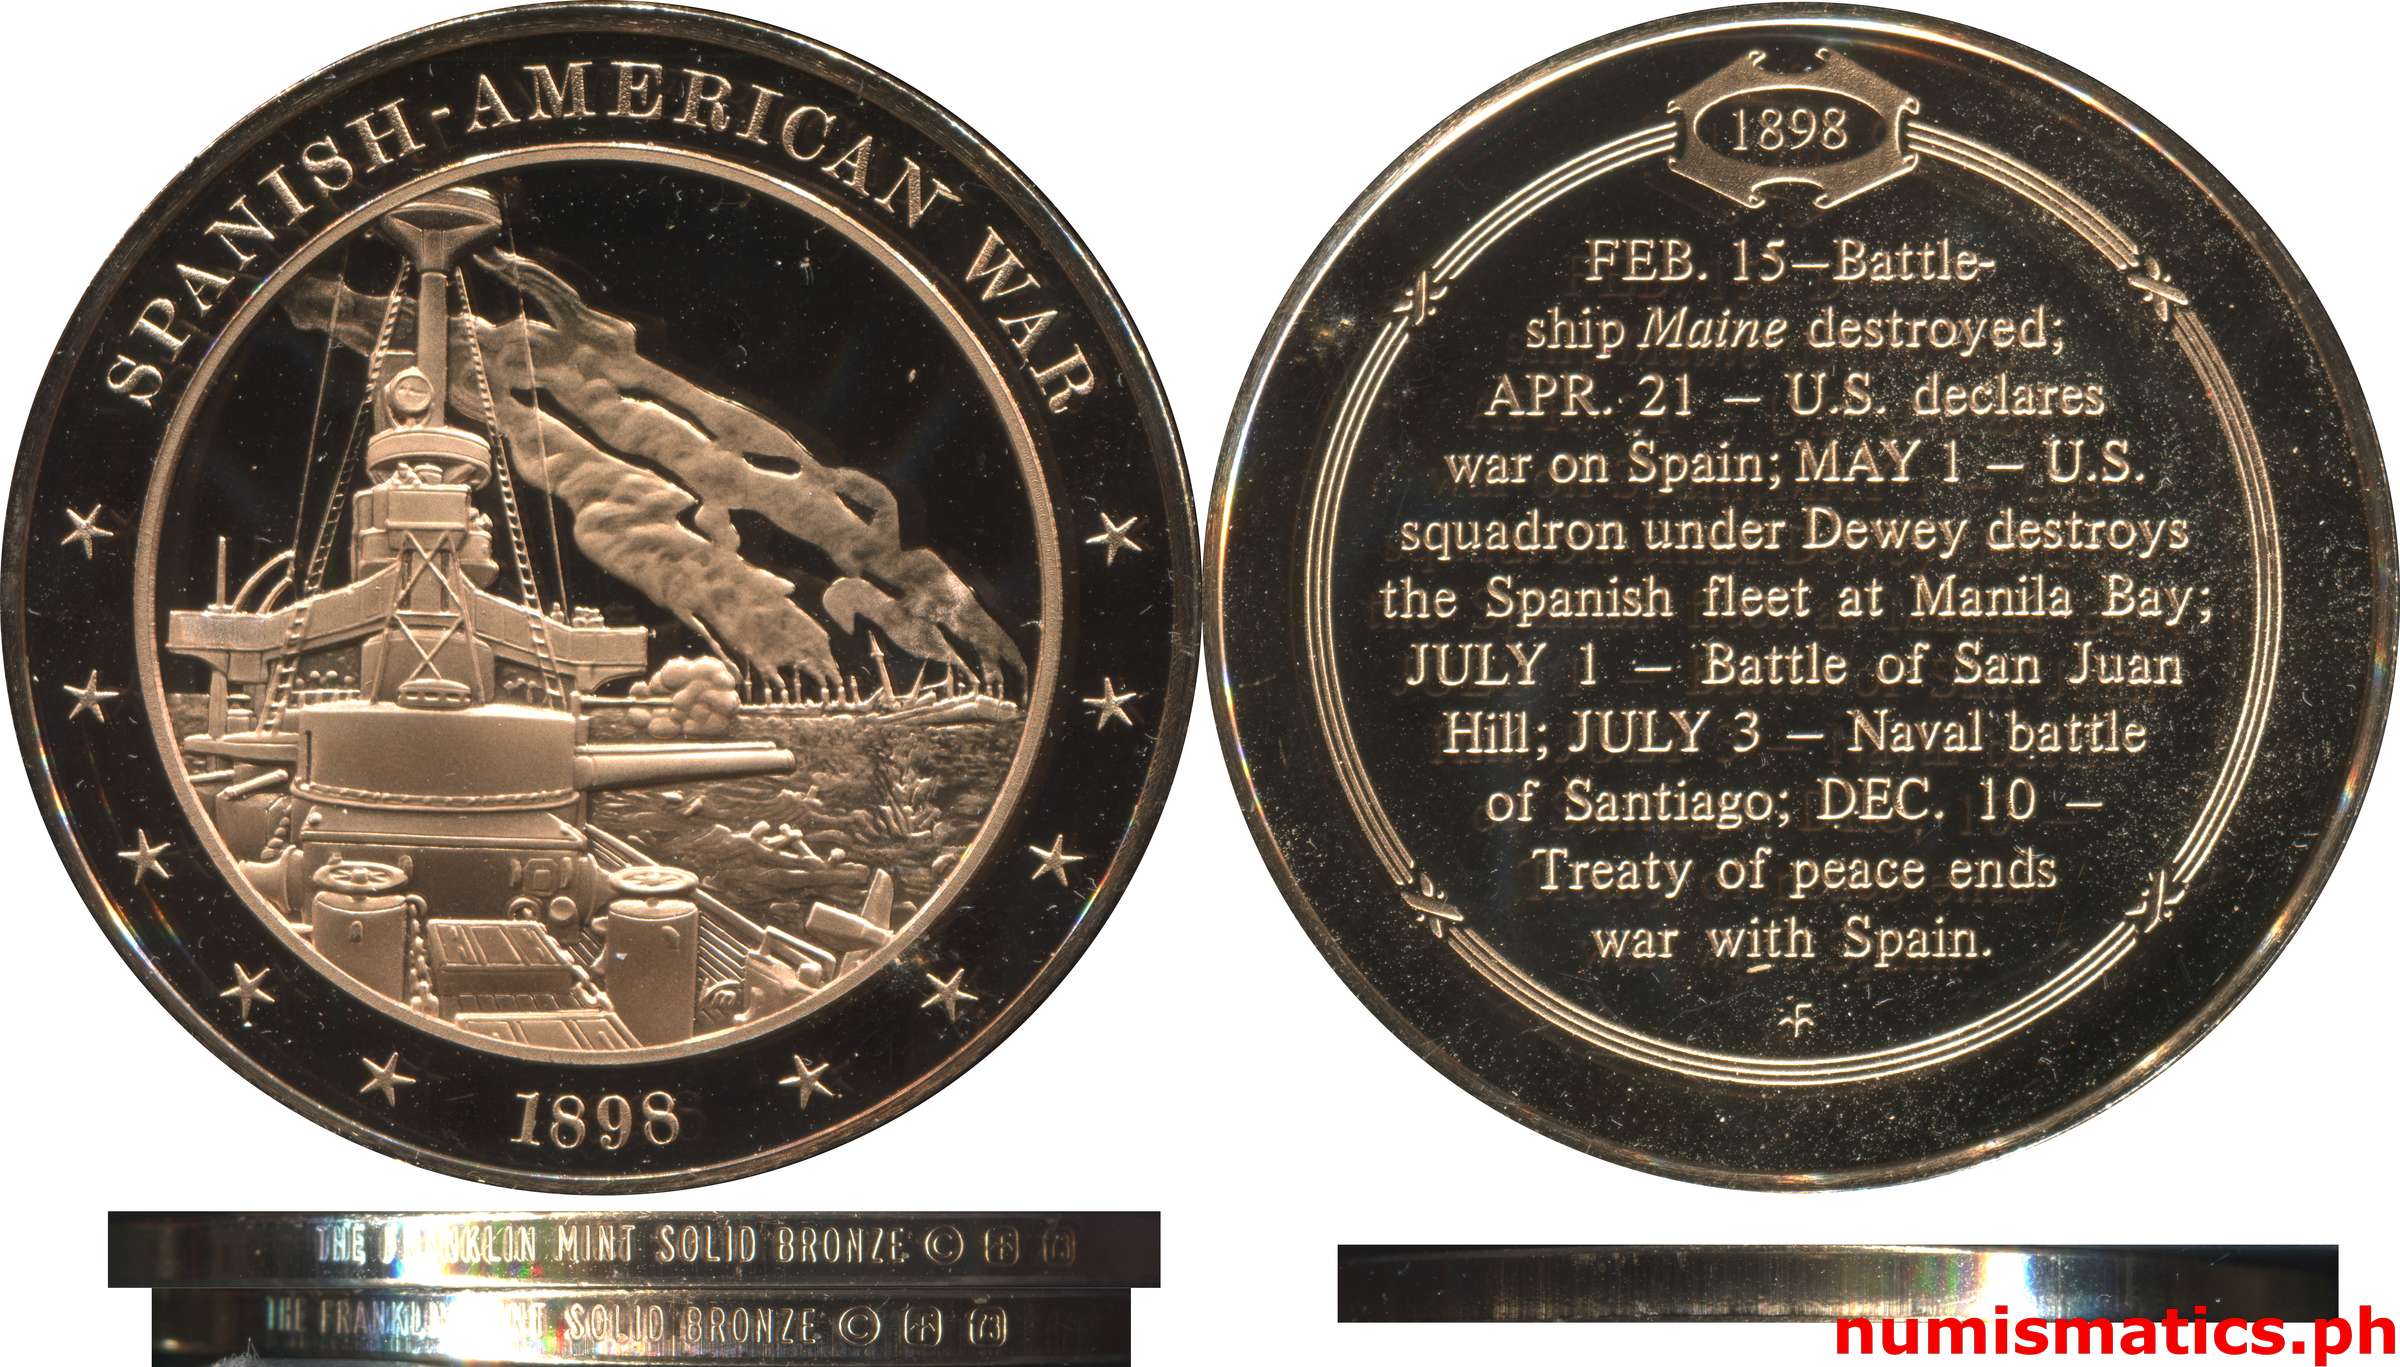 SPANISH-AMERICAN WAR
1898
1898
FEB. 15–Battle-
ship Maine destroyed;
APR. 21 – U.S. declares
war on Spain; MAY 1 – U.S.
squadron under Dewey destroys
the Spanish fleet at Manila Bay;
JULY 1 – Battle of San Juan
Hill; JULY 3 – Naval battle
of Santiago; DEC. 10 –
Treaty of peace ends
war with Spain.
THE FRANKLIN MINT SOLID BRONZE © 73
THE FRANKLIN MINT SOLID BRONZE © 73
numismatics.ph